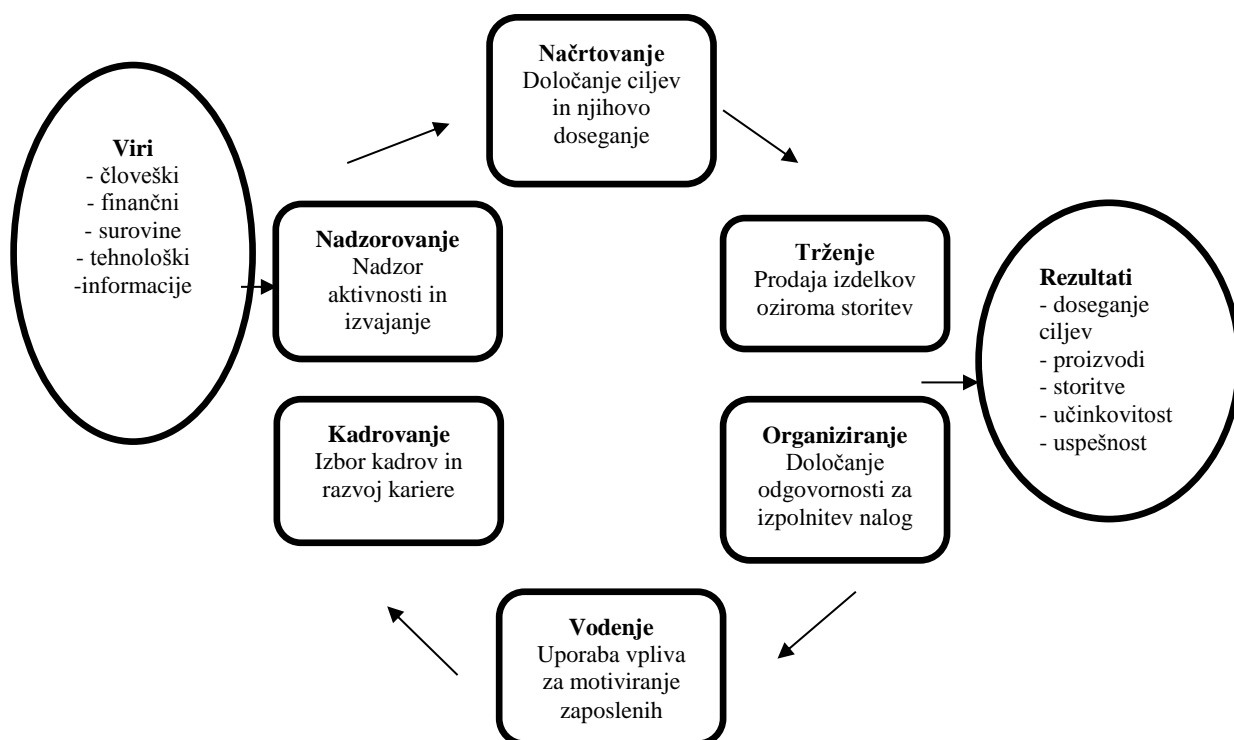 Načrtovanje
Določanje ciljev
in njihovo
doseganje
Viri
- človeški
- finančni
- surovine
- tehnološki
-informacije
Nadzorovanje
Nadzor
aktivnosti in
izvajanje
Trženje
Prodaja izdelkov
oziroma storitev
Rezultati
- doseganje
ciljev
- proizvodi
- storitve
- učinkovitost
- uspešnost
Kadrovanje
Izbor kadrov in
razvoj kariere
Organiziranje
Določanje
odgovornosti za
izpolnitev nalog
Vodenje
Uporaba vpliva
za motiviranje
zaposlenih